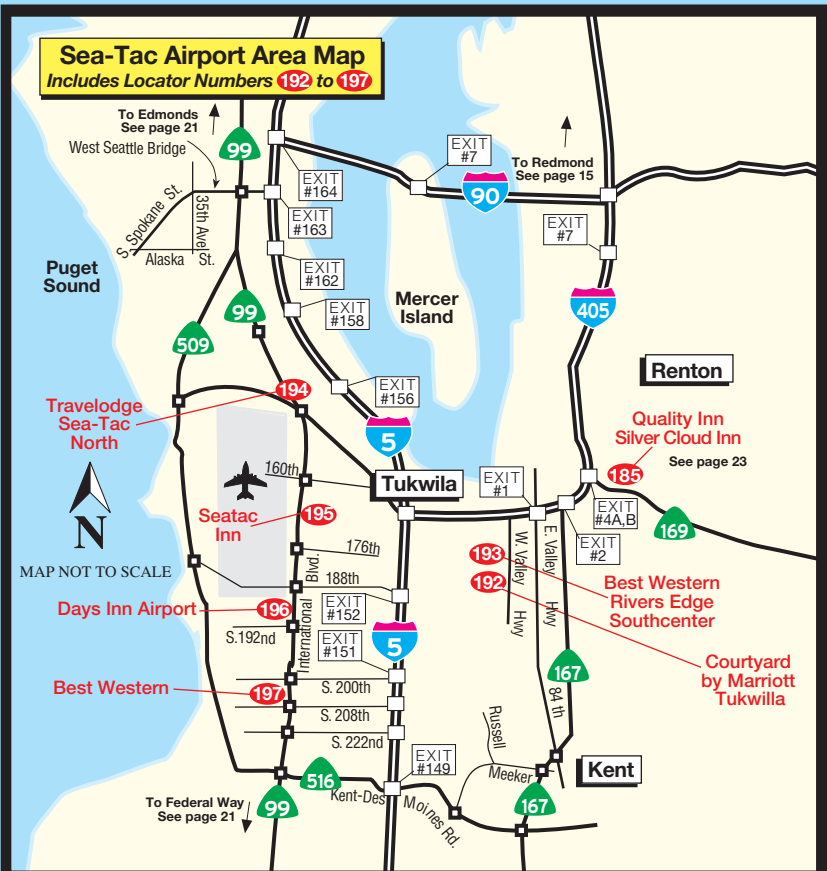 Sea-Tac Airport Area Map
Includes Locator Numbers 192 to 197
To Edmonds
See page 21
West Seattle Bridge
99
EXIT
#164
EXIT
#7
To Redmond
See page 15
90
S. Spokane St.
35th Ave
Alaska St.
EXIT
#163
EXIT
#7
EXIT
#162
Puget
Sound
99
EXIT
#158
Mercer
Island
405
509
Renton
EXIT
#156
194
Travelodge
Sea-Tac
North
5
Quality Inn
Silver Cloud Inn
185
See page 23
160th
Tukwila
EXIT
#1
EXIT
#4A,B
169
N
MAP NOT TO SCALE
Seatac
Inn
195
EXIT
#2
W. Valley
Hwy
E. Valley
Hwy
176th
193
Best Western
Rivers Edge
Southcenter
188th
192
International Blvd.
Days Inn Airport
196
EXIT
#152
S.192nd
EXIT
#151
5
167
Courtyard
by Marriott
Tukwilla
Best Western
197
S. 200th
84 th
S. 208th
Russell
S. 222nd
EXIT
#149
Meeker
Kent
516
Kent-Des Moines Rd.
167
To Federal Way
See page 21
99